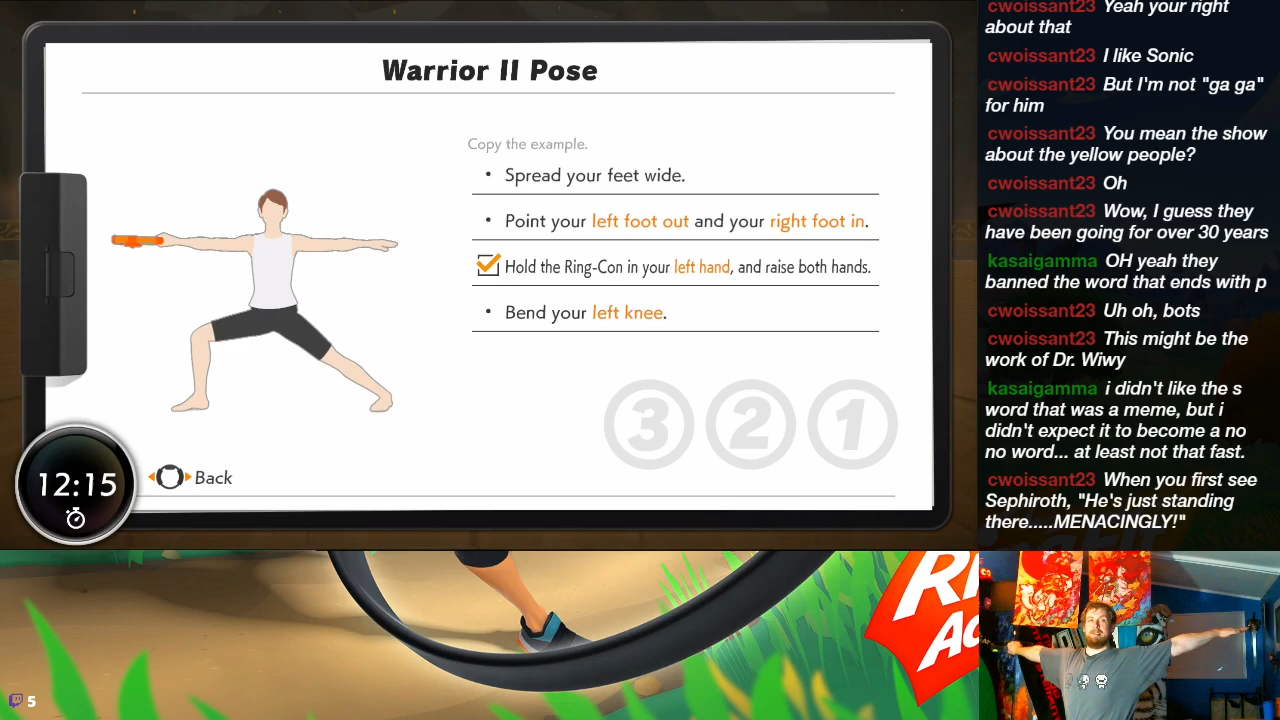 Warrior II Pose
Copy the example.
• Spread your feet wide.
• Point your left foot out and your right foot in.
Hold the Ring-Con in your left hand, and raise both hands.
• Bend your left knee.
3 2 1
12:15
Back
cwoissant23 Yeah your right
about that
cwoissant23 I like Sonic
cwoissant23 But I'm not "ga ga"
for him
cwoissant23 You mean the show
about the yellow people?
cwoissant23 Oh
cwoissant23 Wow, I guess they
have been going for over 30 years
kasaigamma OH yeah they
banned the word that ends with p
cwoissant23 Uh oh, bots
cwoissant23 This might be the
work of Dr. Wiwy
kasaigamma i didn't like the s
word that was a meme, but i
didn't expect it to become a no
no word... at least not that fast.
cwoissant23 When you first see
Sephiroth, "He's just standing
there.....MENACINGLY!"
5